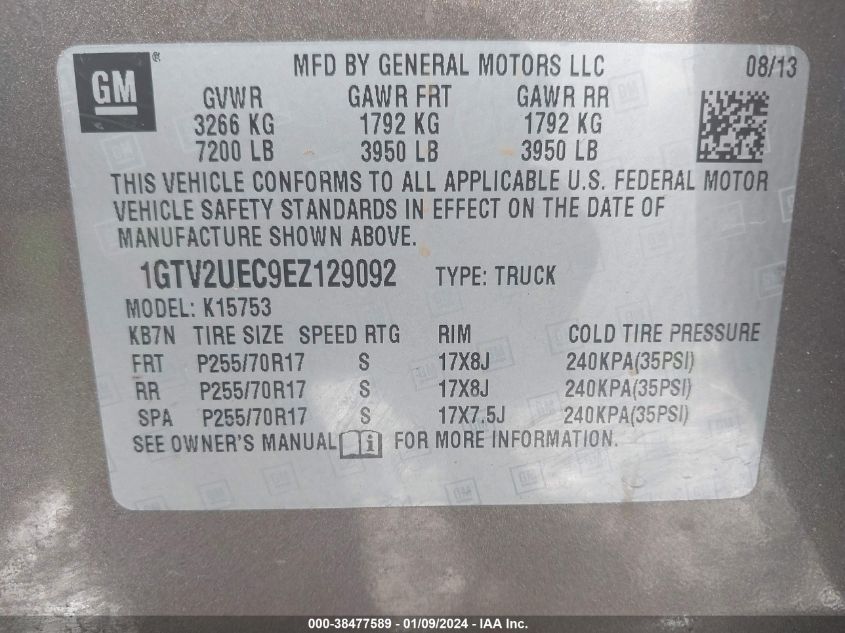 GM ® MFD BY GENERAL MOTORS LLC 08/13
GVWR GAWR FRT GAWR RR
3266 KG 1792 KG 1792 KG
7200 LB 3950 LB 3950 LB
THIS VEHICLE CONFORMS TO ALL APPLICABLE U.S. FEDERAL MOTOR
VEHICLE SAFETY STANDARDS IN EFFECT ON THE DATE OF
MANUFACTURE SHOWN ABOVE.
1GTV2UEC9EZ129092 TYPE: TRUCK
MODEL: K15753
KB7N TIRE SIZE SPEED RTG RIM COLD TIRE PRESSURE
FRT P255/70R17 S 17X8J 240KPA(35PSI)
RR P255/70R17 S 17X8J 240KPA(35PSI)
SPA P255/70R17 S 17X7.5J 240KPA(35PSI)
SEE OWNER'S MANUAL i FOR MORE INFORMATION.
000-38477589 - 01/09/2024 - IAA Inc.